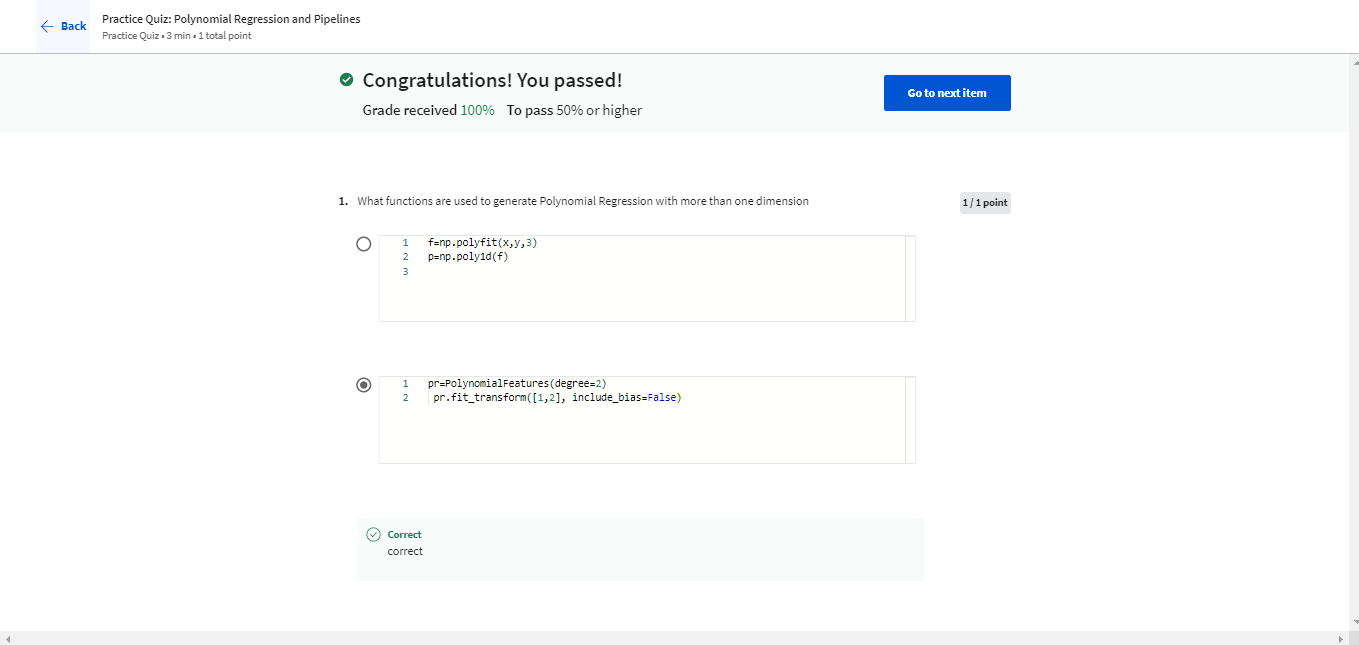 Back
Practice Quiz: Polynomial Regression and Pipelines
Practice Quiz • 3 min • 1 total point
Congratulations! You passed!
Grade received 100% To pass 50% or higher
Go to next item
1. What functions are used to generate Polynomial Regression with more than one dimension
1 / 1 point
1 f=np.polyfit(x,y,3)
2 p=np.poly1d(f)
3
1 pr=PolynomialFeatures(degree=2)
2 pr.fit_transform([1,2], include_bias=False)
Correct
correct